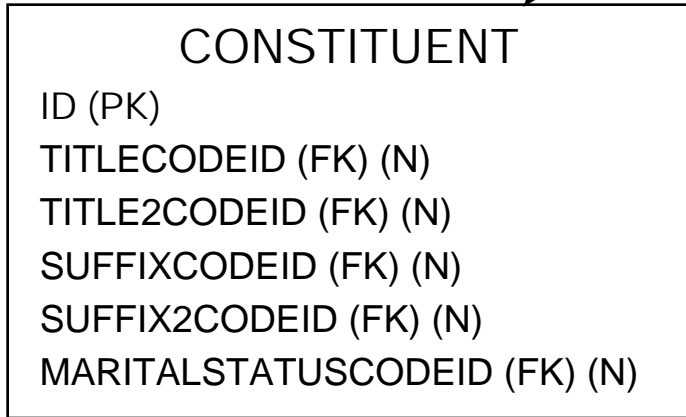 CONSTITUENT
ID (PK)
TITLECODEID (FK) (N)
TITLE2CODEID (FK) (N)
SUFFIXCODEID (FK) (N)
SUFFIX2CODEID (FK) (N)
MARITALSTATUSCODEID (FK) (N)